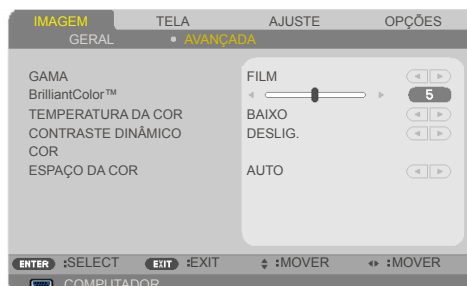 IMAGEM TELA AJUSTE OPÇÕES
GERAL • AVANÇADA
GAMA FILM
BrilliantColor™ 5
TEMPERATURA DA COR BAIXO
CONTRASTE DINÂMICO DESLIG.
COR
ESPAÇO DA COR AUTO
ENTER :SELECT EXIT :EXIT :MOVER :MOVER
COMPUTADOR